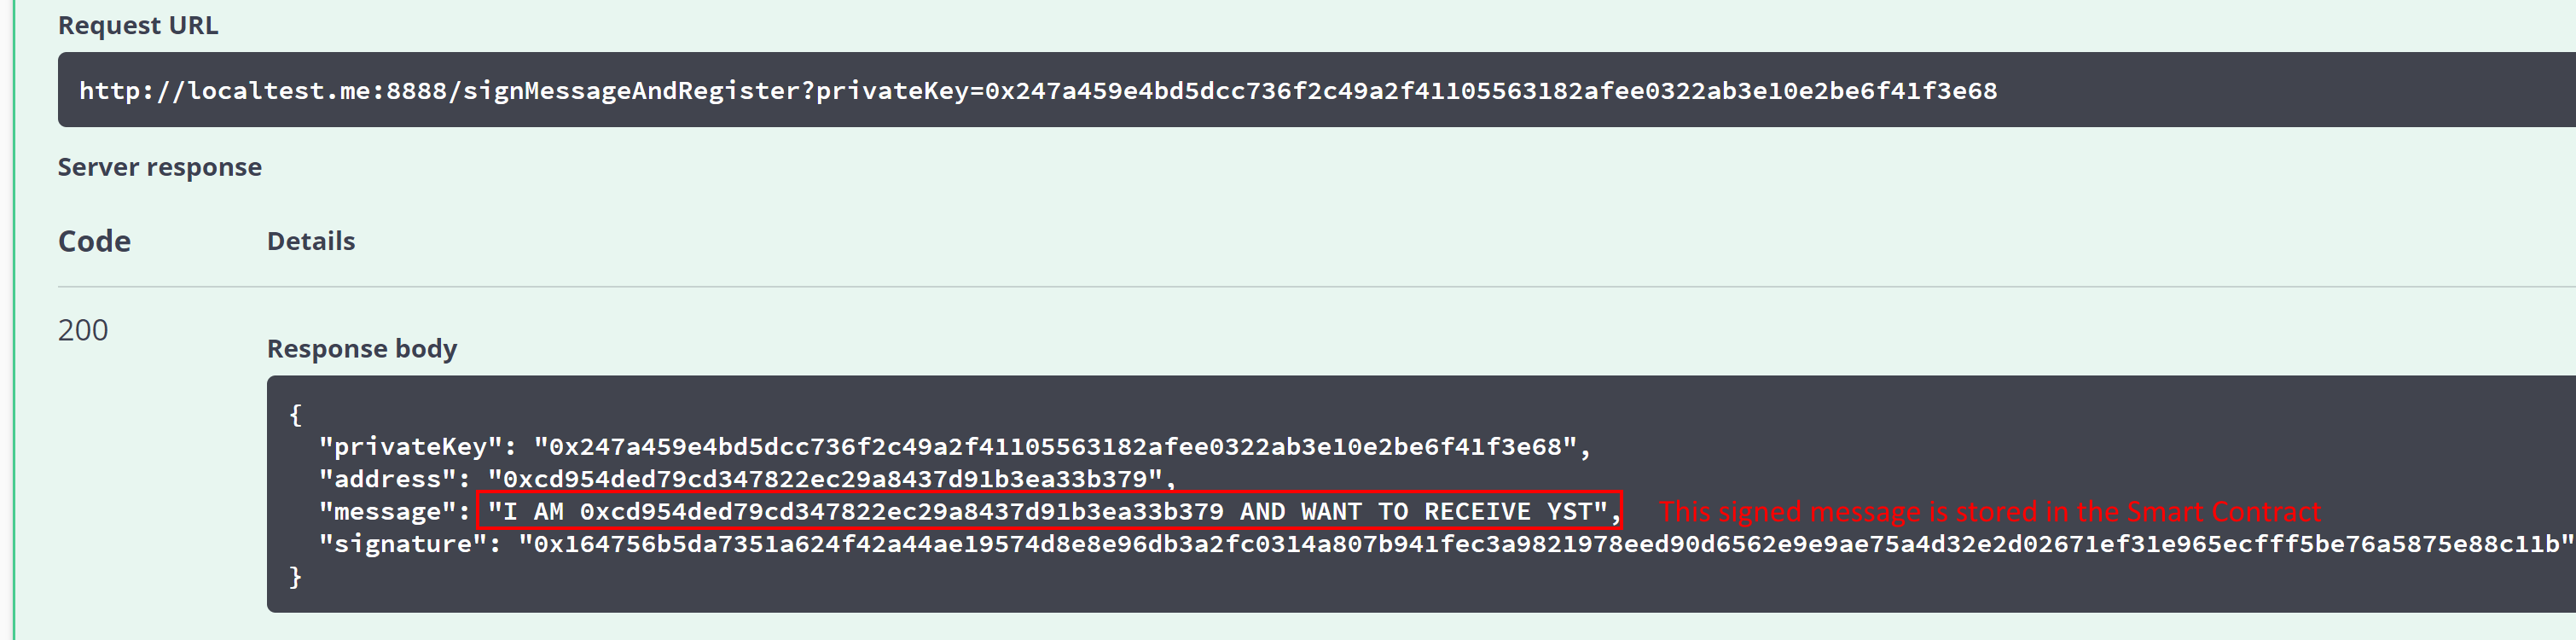 Request URL
http://localtest.me:8888/signMessageAndRegister?privateKey=0x247a459e4bd5dcc736f2c49a2f41105563182afee0322ab3e10e2be6f41f3e68
Server response
Code Details
200
Response body
{
"privateKey": "0x247a459e4bd5dcc736f2c49a2f41105563182afee0322ab3e10e2be6f41f3e68",
"address": "0xcd954ded79cd347822ec29a8437d91b3ea33b379",
"message": "I AM 0xcd954ded79cd347822ec29a8437d91b3ea33b379 AND WANT TO RECEIVE YST", This signed message is stored in the Smart Contract
"signature": "0x164756b5da7351a624f42a44ae19574d8e8e96db3a2fc0314a807b941fec3a9821978eed90d6562e9e9ae75a4d32e2d02671ef31e965ecfff5be76a5875e88c11b"
}